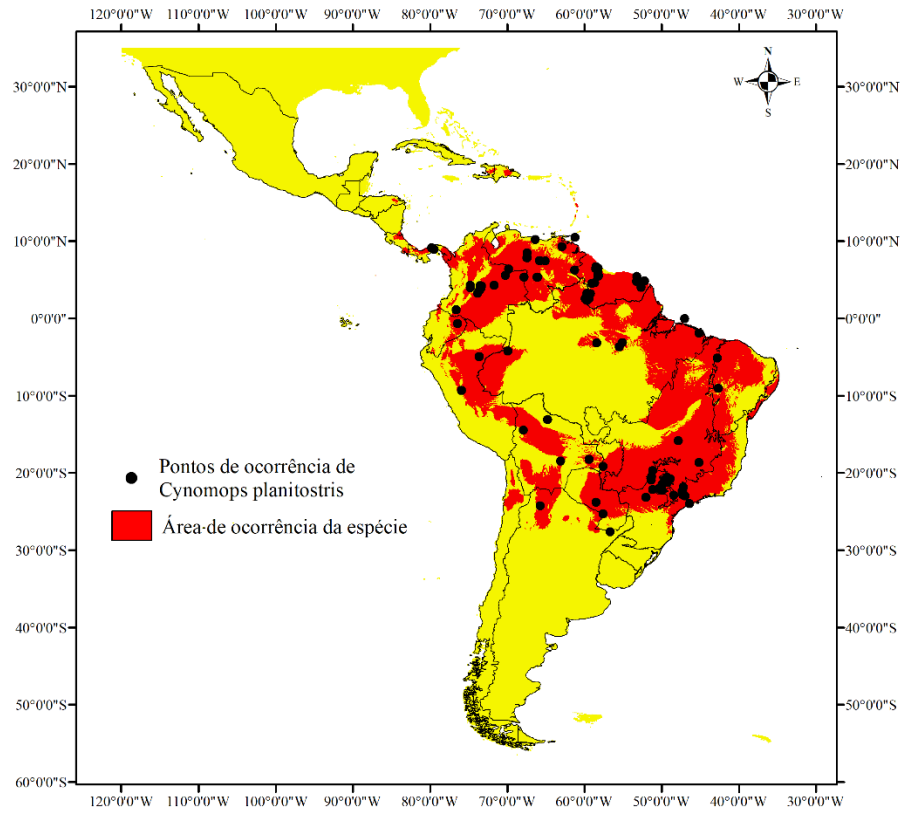 120°0'0"W 110°0'0"W 100°0'0"W 90°0'0"W 80°0'0"W 70°0'0"W 60°0'0"W 50°0'0"W 40°0'0"W 30°0'0"W
N
W E
S
30°0'0"N 30°0'0"N
20°0'0"N 20°0'0"N
10°0'0"N 10°0'0"N
0°0'0" 0°0'0"
10°0'0"S 10°0'0"S
Pontos de ocorrência de
Cynomops planitostris
20°0'0"S 20°0'0"S
Área de ocorrência da espécie
30°0'0"S 30°0'0"S
40°0'0"S 40°0'0"S
50°0'0"S 50°0'0"S
60°0'0"S 60°0'0"S
120°0'0"W 110°0'0"W 100°0'0"W 90°0'0"W 80°0'0"W 70°0'0"W 60°0'0"W 50°0'0"W 40°0'0"W 30°0'0"W